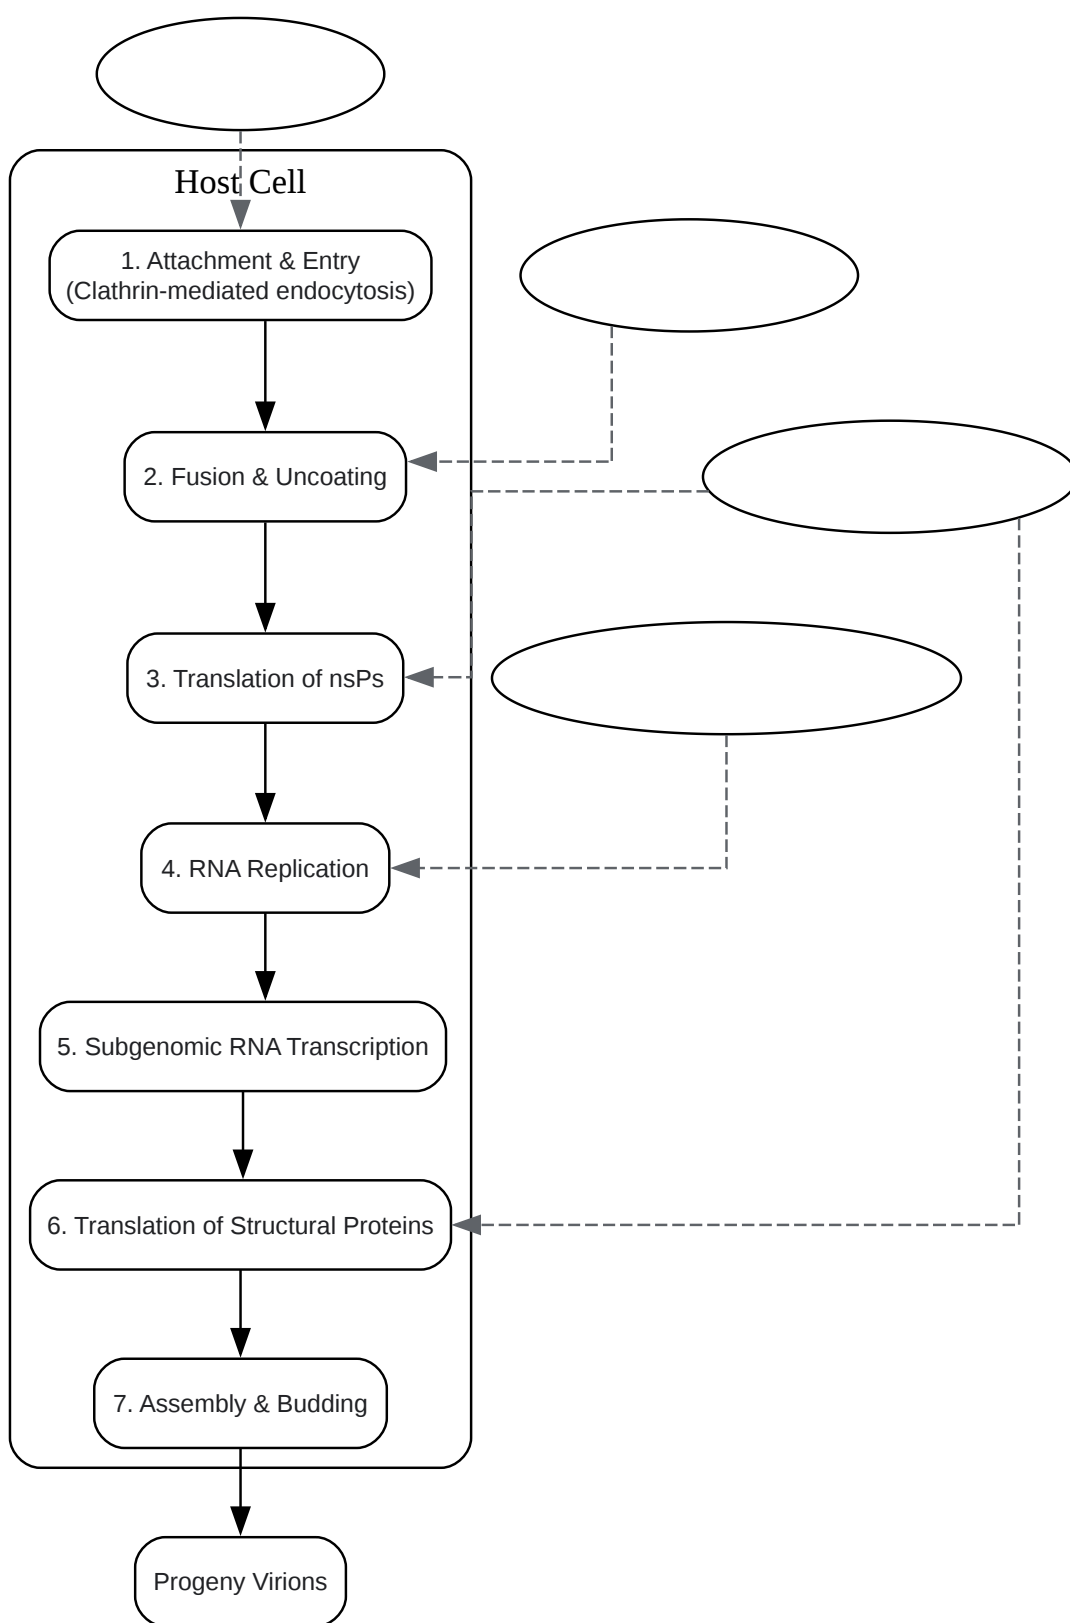 Host Cell
1. Attachment & Entry
(Clathrin-mediated endocytosis)
2. Fusion & Uncoating
3. Translation of nsPs
4. RNA Replication
5. Subgenomic RNA Transcription
6. Translation of Structural Proteins
7. Assembly & Budding
Progeny Virions